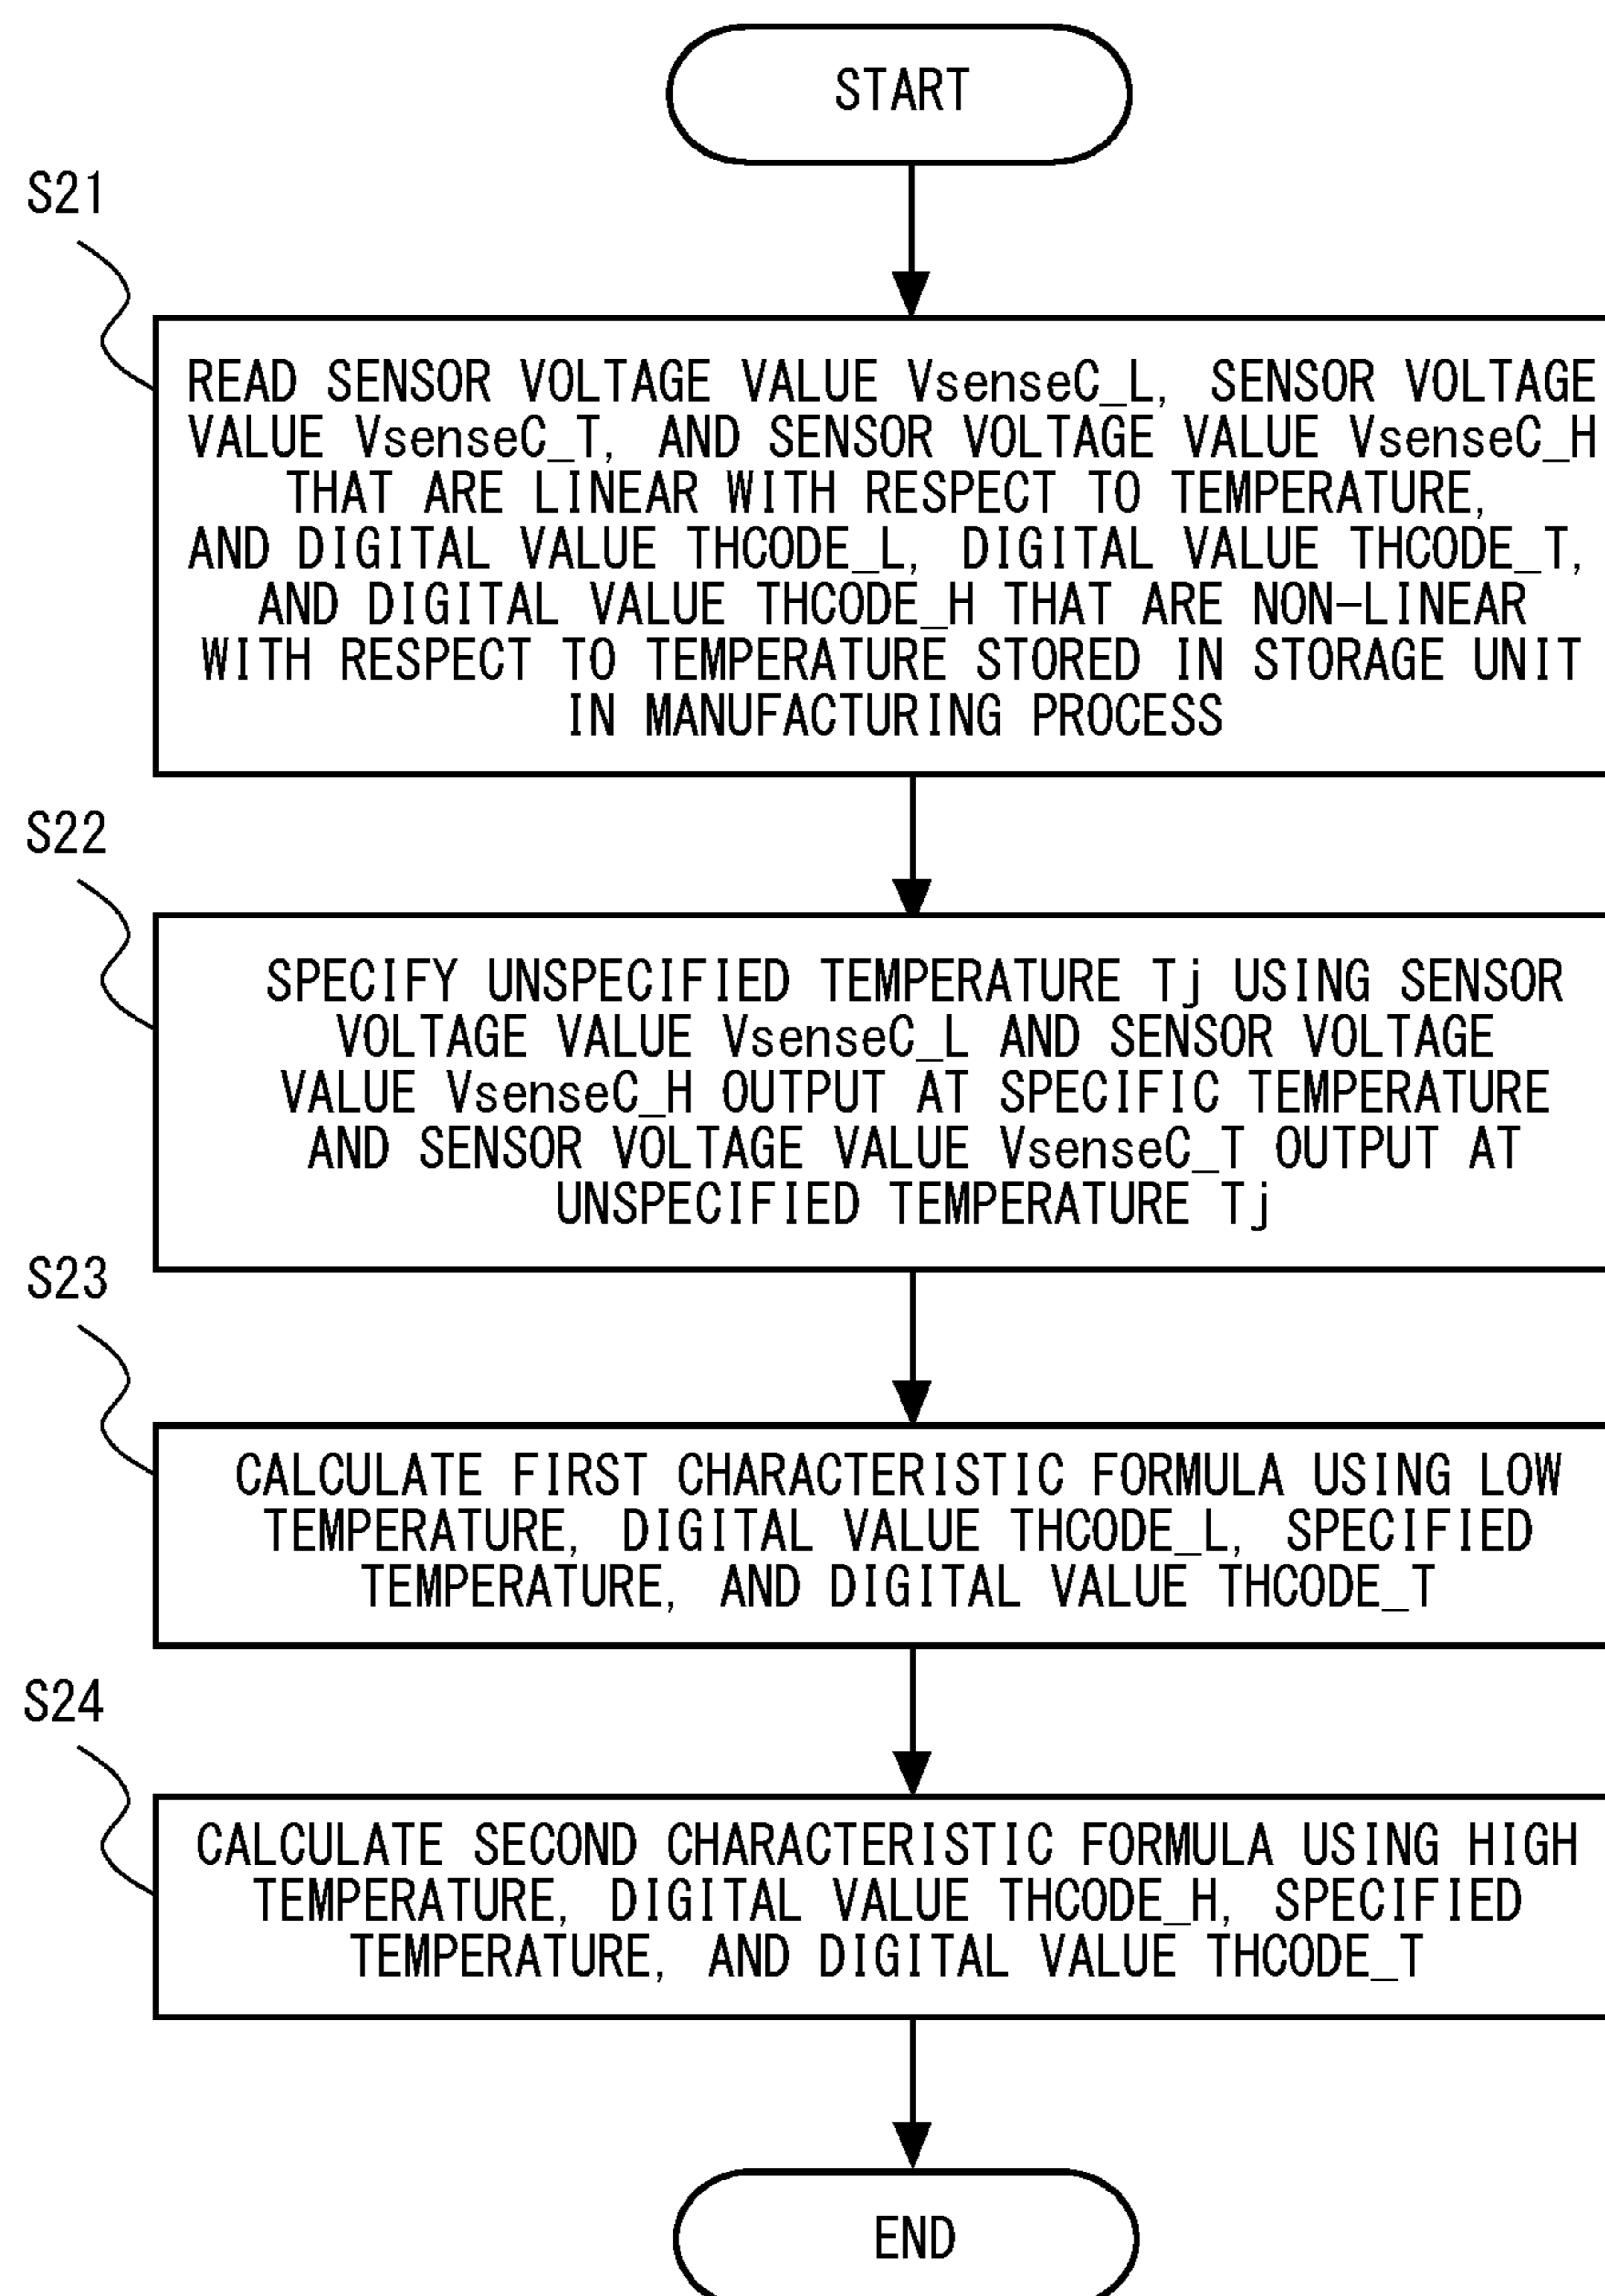 START
S21
READ SENSOR VOLTAGE VALUE VsenseC_L, SENSOR VOLTAGE
VALUE VsenseC_T, AND SENSOR VOLTAGE VALUE VsenseC_H
THAT ARE LINEAR WITH RESPECT TO TEMPERATURE,
AND DIGITAL VALUE THCODE_L, DIGITAL VALUE THCODE_T,
AND DIGITAL VALUE THCODE_H THAT ARE NON-LINEAR
WITH RESPECT TO TEMPERATURE STORED IN STORAGE UNIT
IN MANUFACTURING PROCESS
S22
SPECIFY UNSPECIFIED TEMPERATURE Tj USING SENSOR
VOLTAGE VALUE VsenseC_L AND SENSOR VOLTAGE
VALUE VsenseC_H OUTPUT AT SPECIFIC TEMPERATURE
AND SENSOR VOLTAGE VALUE VsenseC_T OUTPUT AT
UNSPECIFIED TEMPERATURE Tj
S23
CALCULATE FIRST CHARACTERISTIC FORMULA USING LOW
TEMPERATURE, DIGITAL VALUE THCODE_L, SPECIFIED
TEMPERATURE, AND DIGITAL VALUE THCODE_T
S24
CALCULATE SECOND CHARACTERISTIC FORMULA USING HIGH
TEMPERATURE, DIGITAL VALUE THCODE_H, SPECIFIED
TEMPERATURE, AND DIGITAL VALUE THCODE_T
END